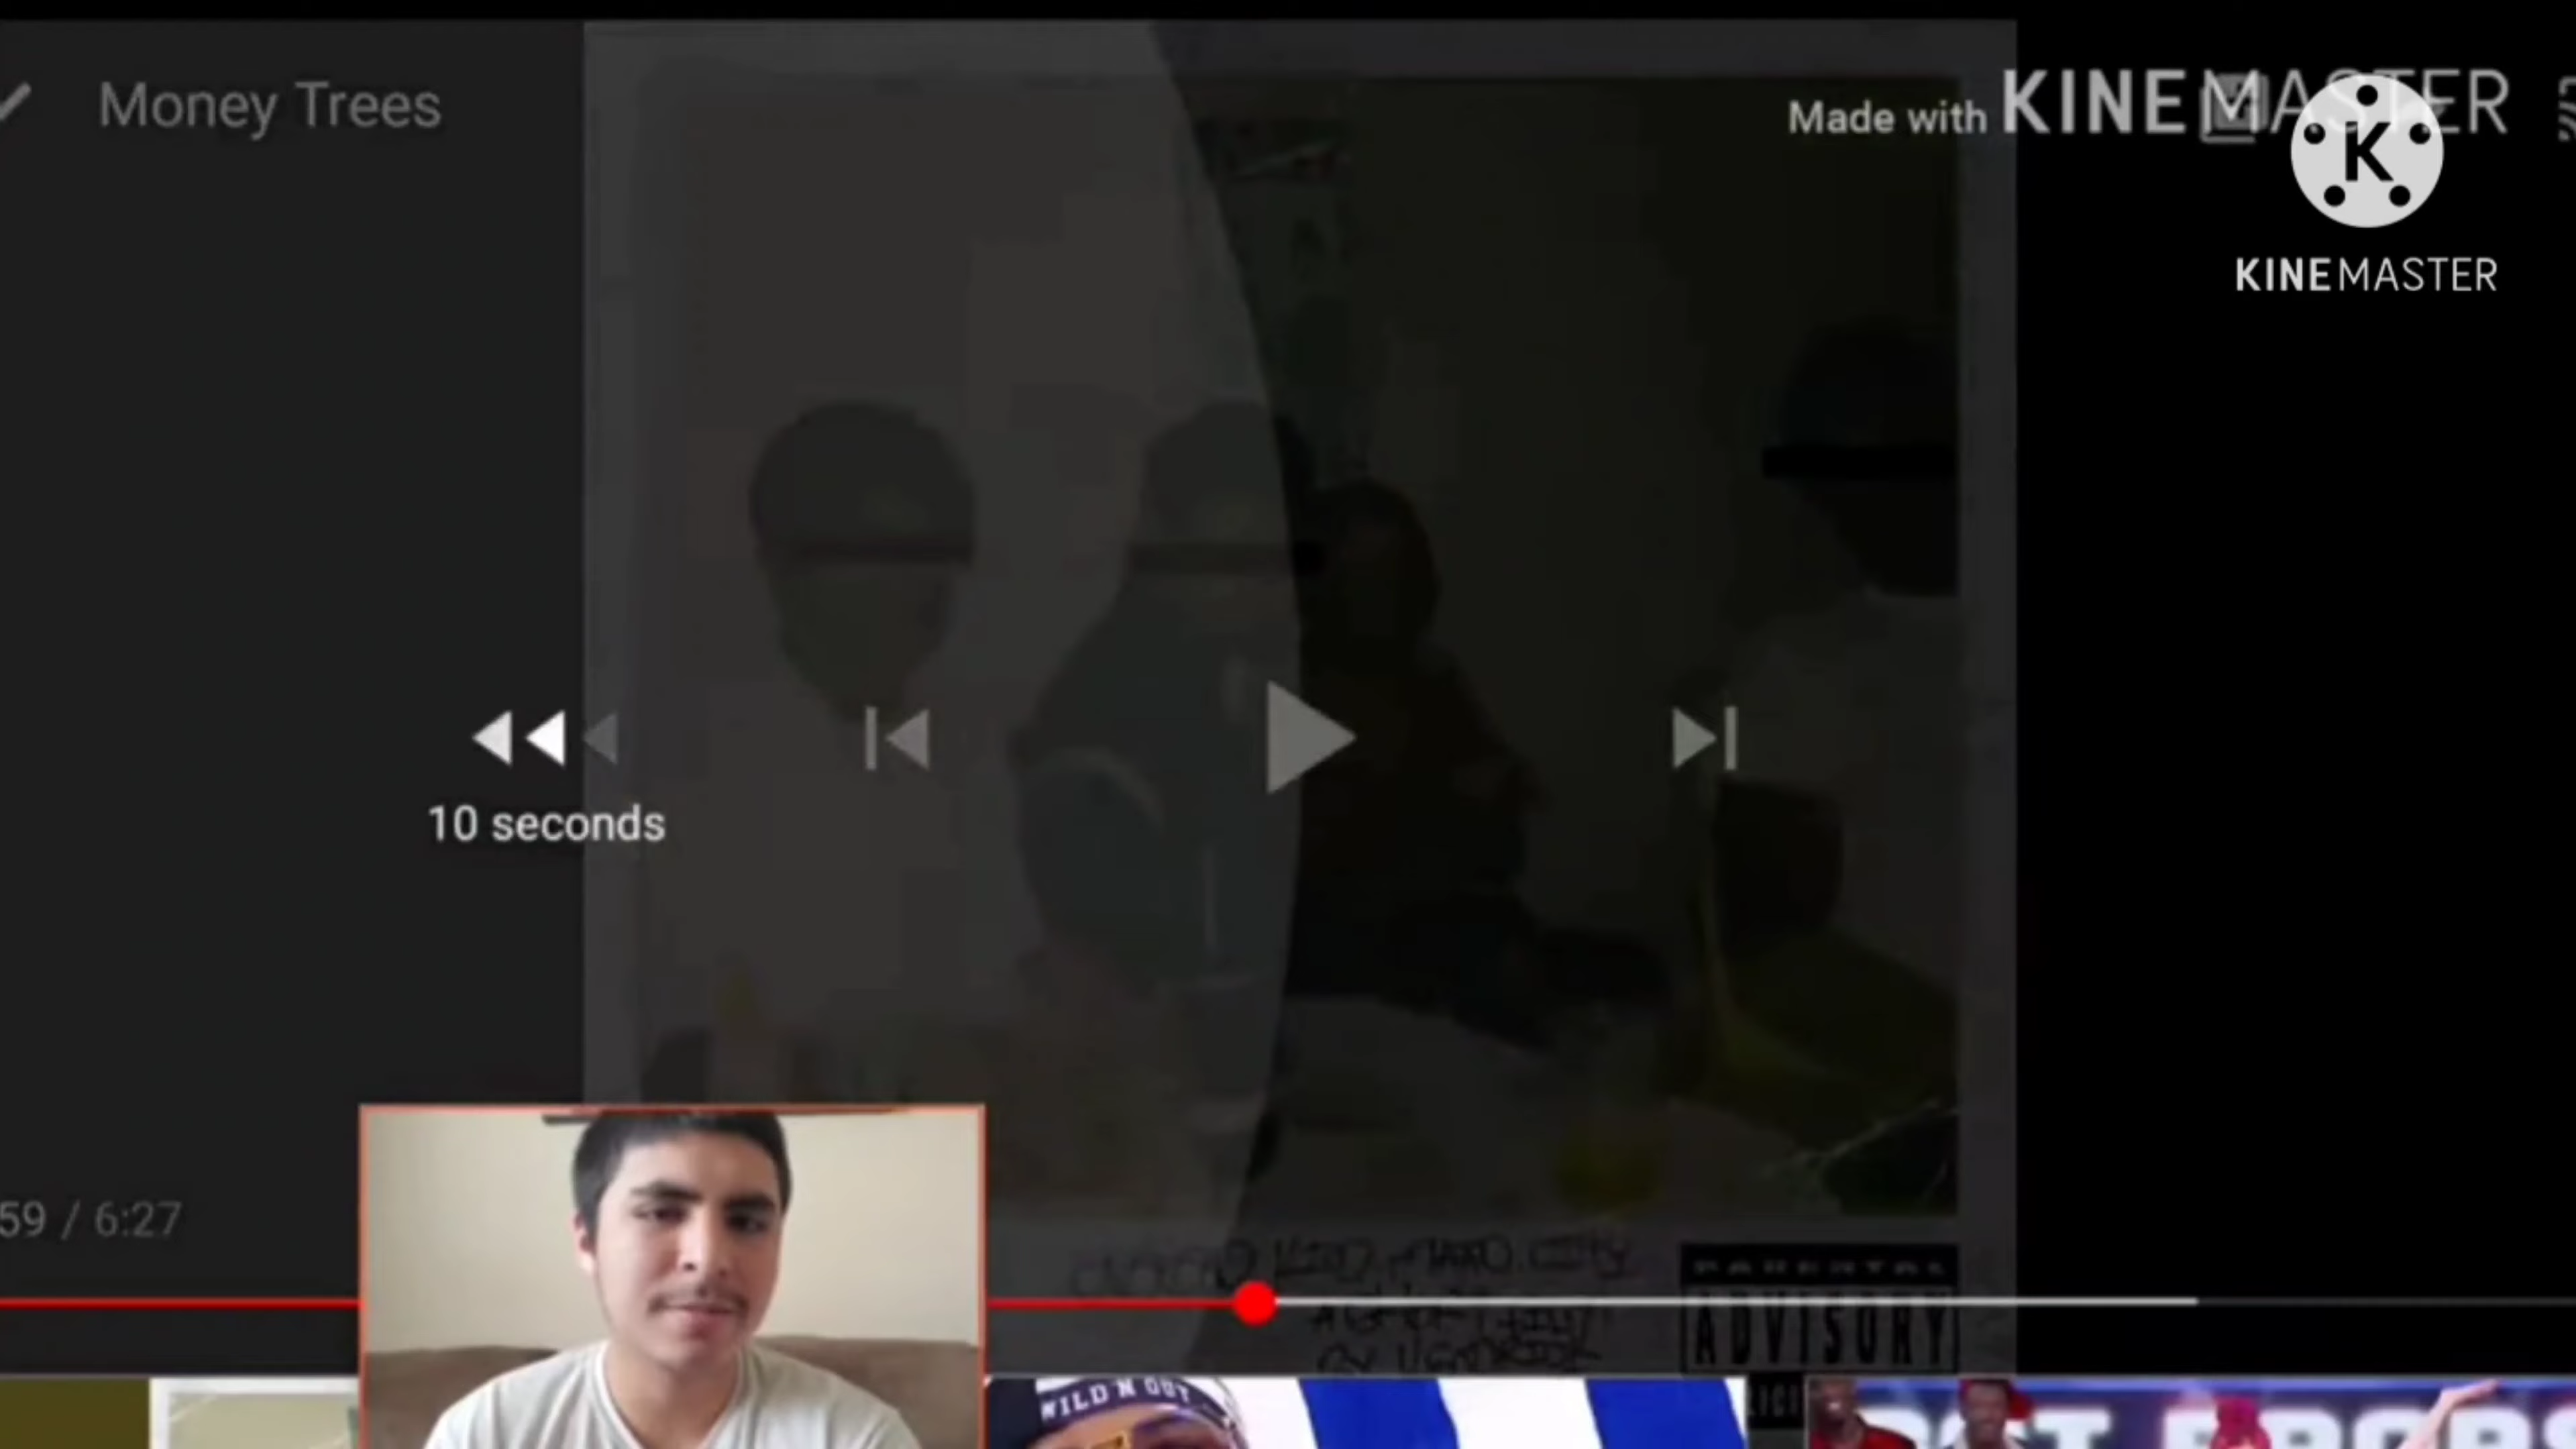 Money Trees
Made with KINEMASTER
K
KINEMASTER
10 seconds
59 / 6:27
ADVISORY
WILD'N OUT